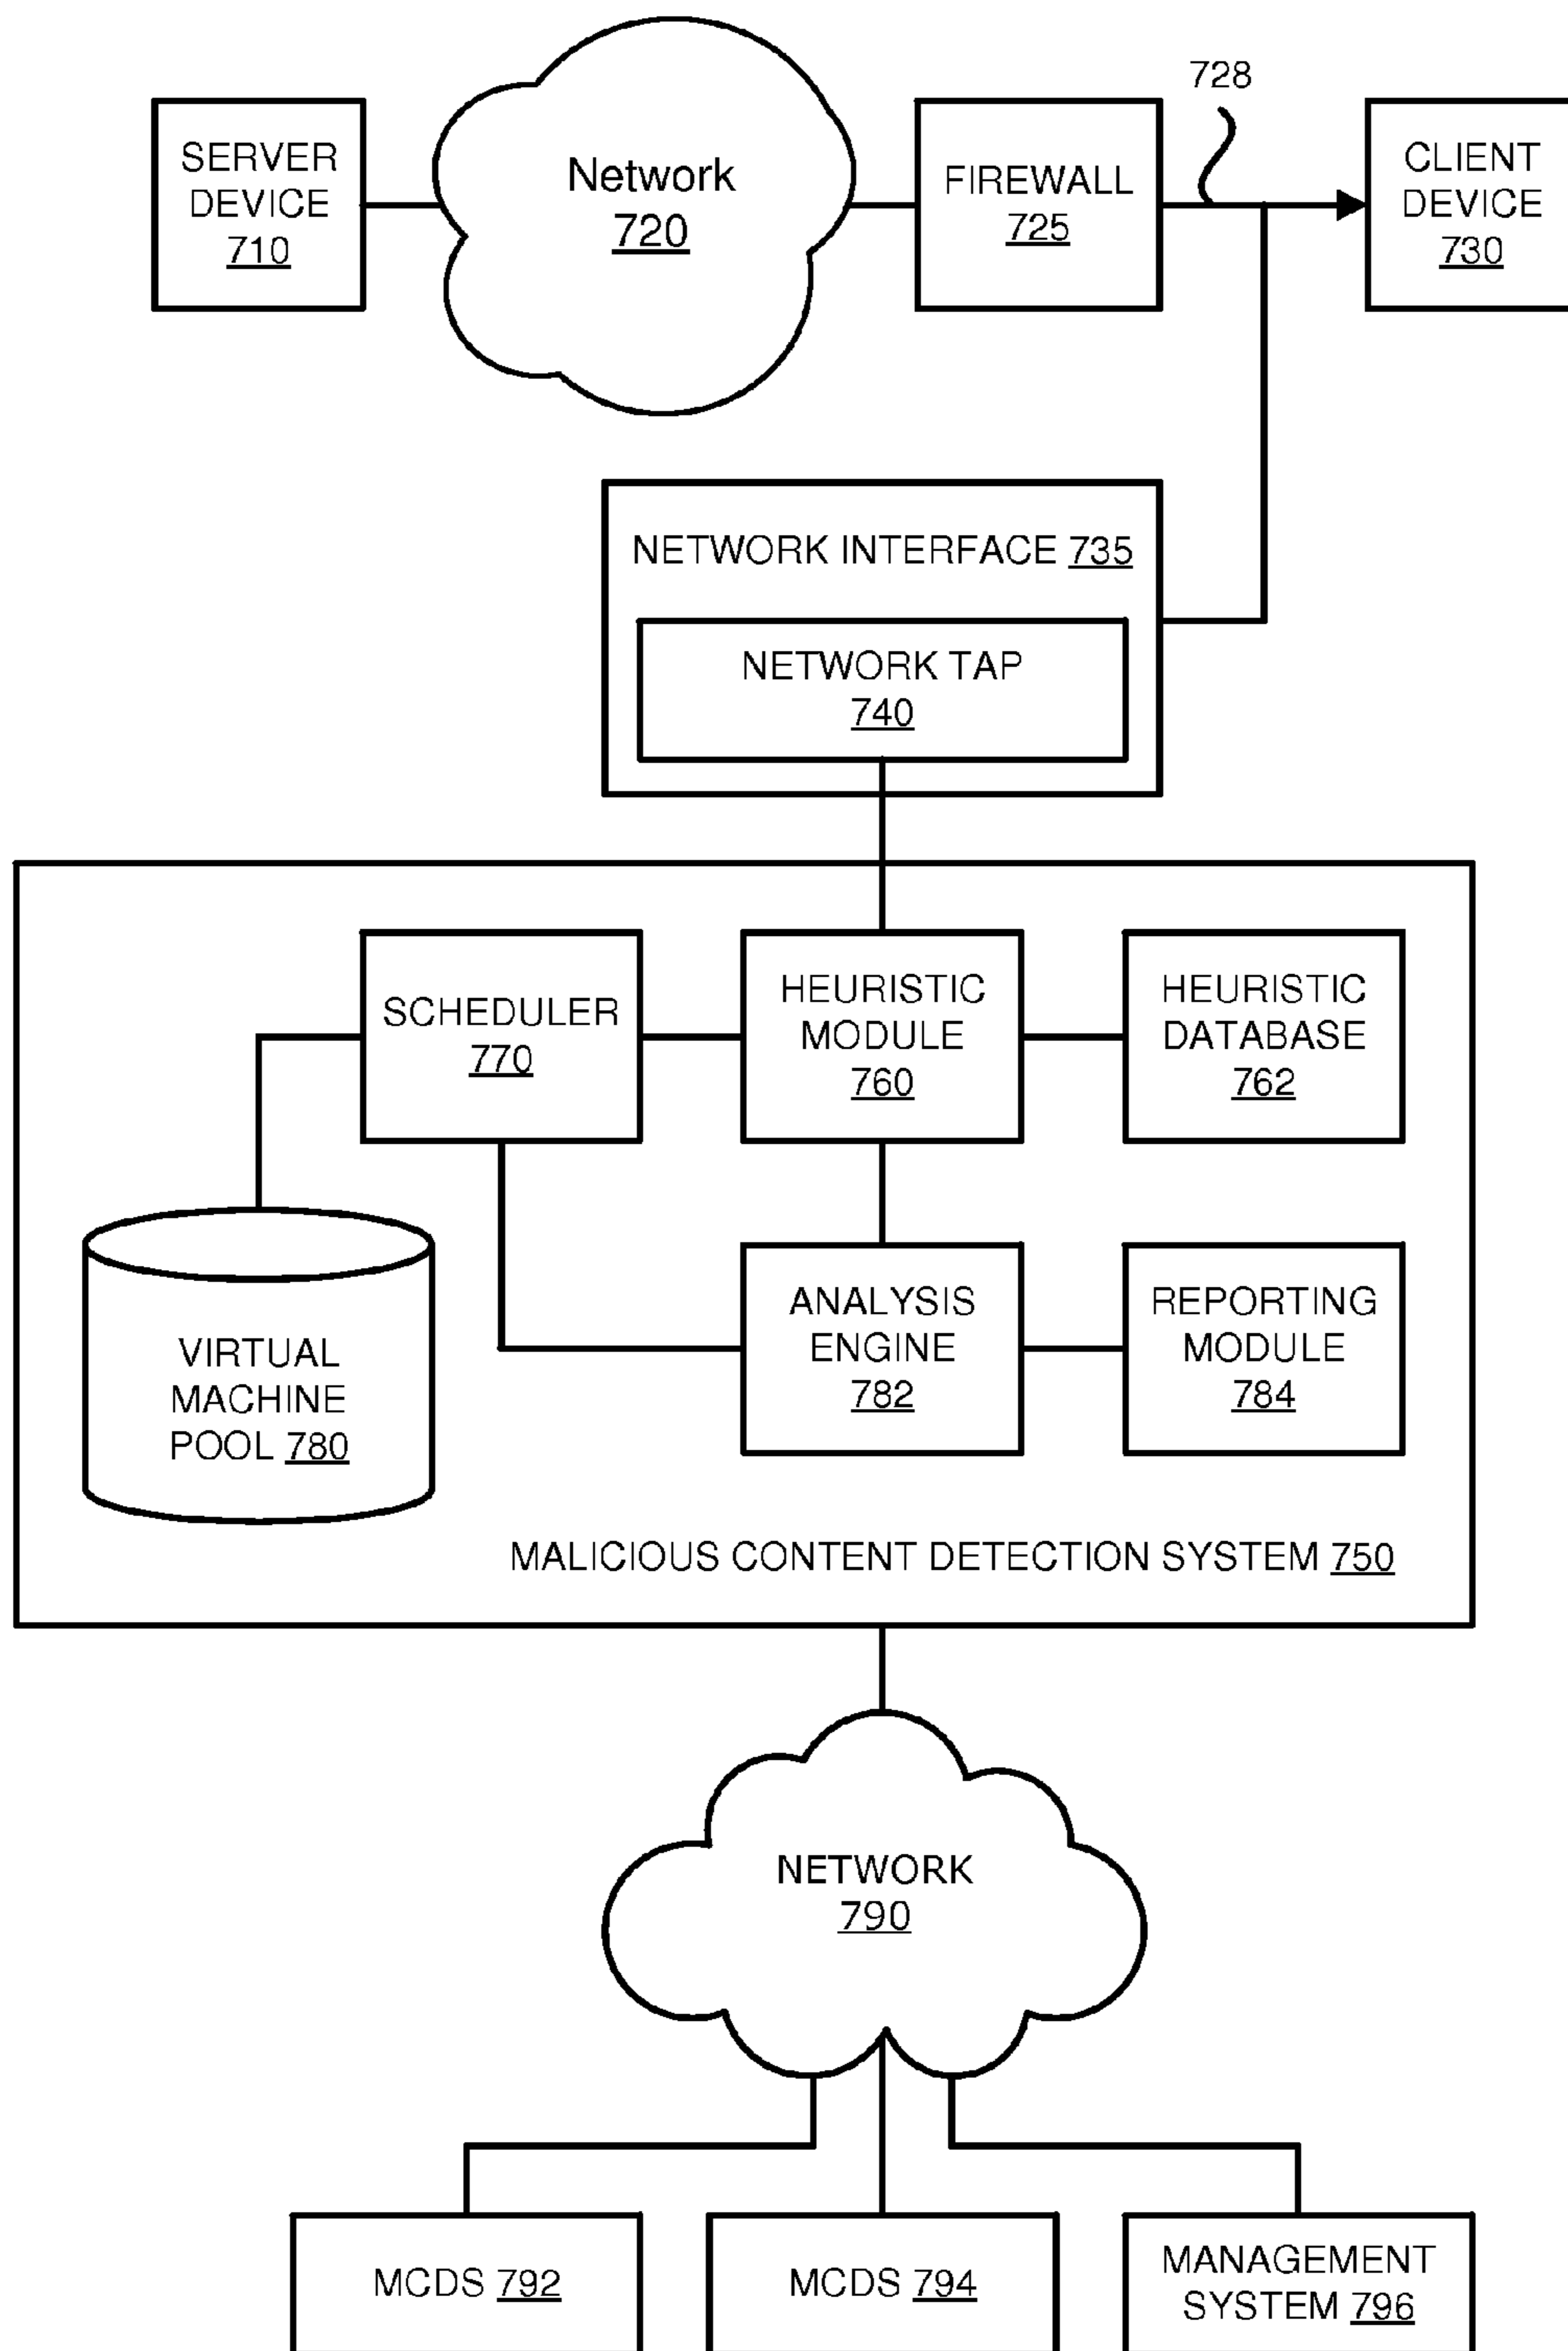 728
SERVER
DEVICE
710
Network
720
FIREWALL
725
CLIENT
DEVICE
730
NETWORK INTERFACE 735
NETWORK TAP
740
SCHEDULER
770
HEURISTIC
MODULE
760
HEURISTIC
DATABASE
762
VIRTUAL
MACHINE
POOL 780
ANALYSIS
ENGINE
782
REPORTING
MODULE
784
MALICIOUS CONTENT DETECTION SYSTEM 750
NETWORK
790
MCDS 792
MCDS 794
MANAGEMENT
SYSTEM 796